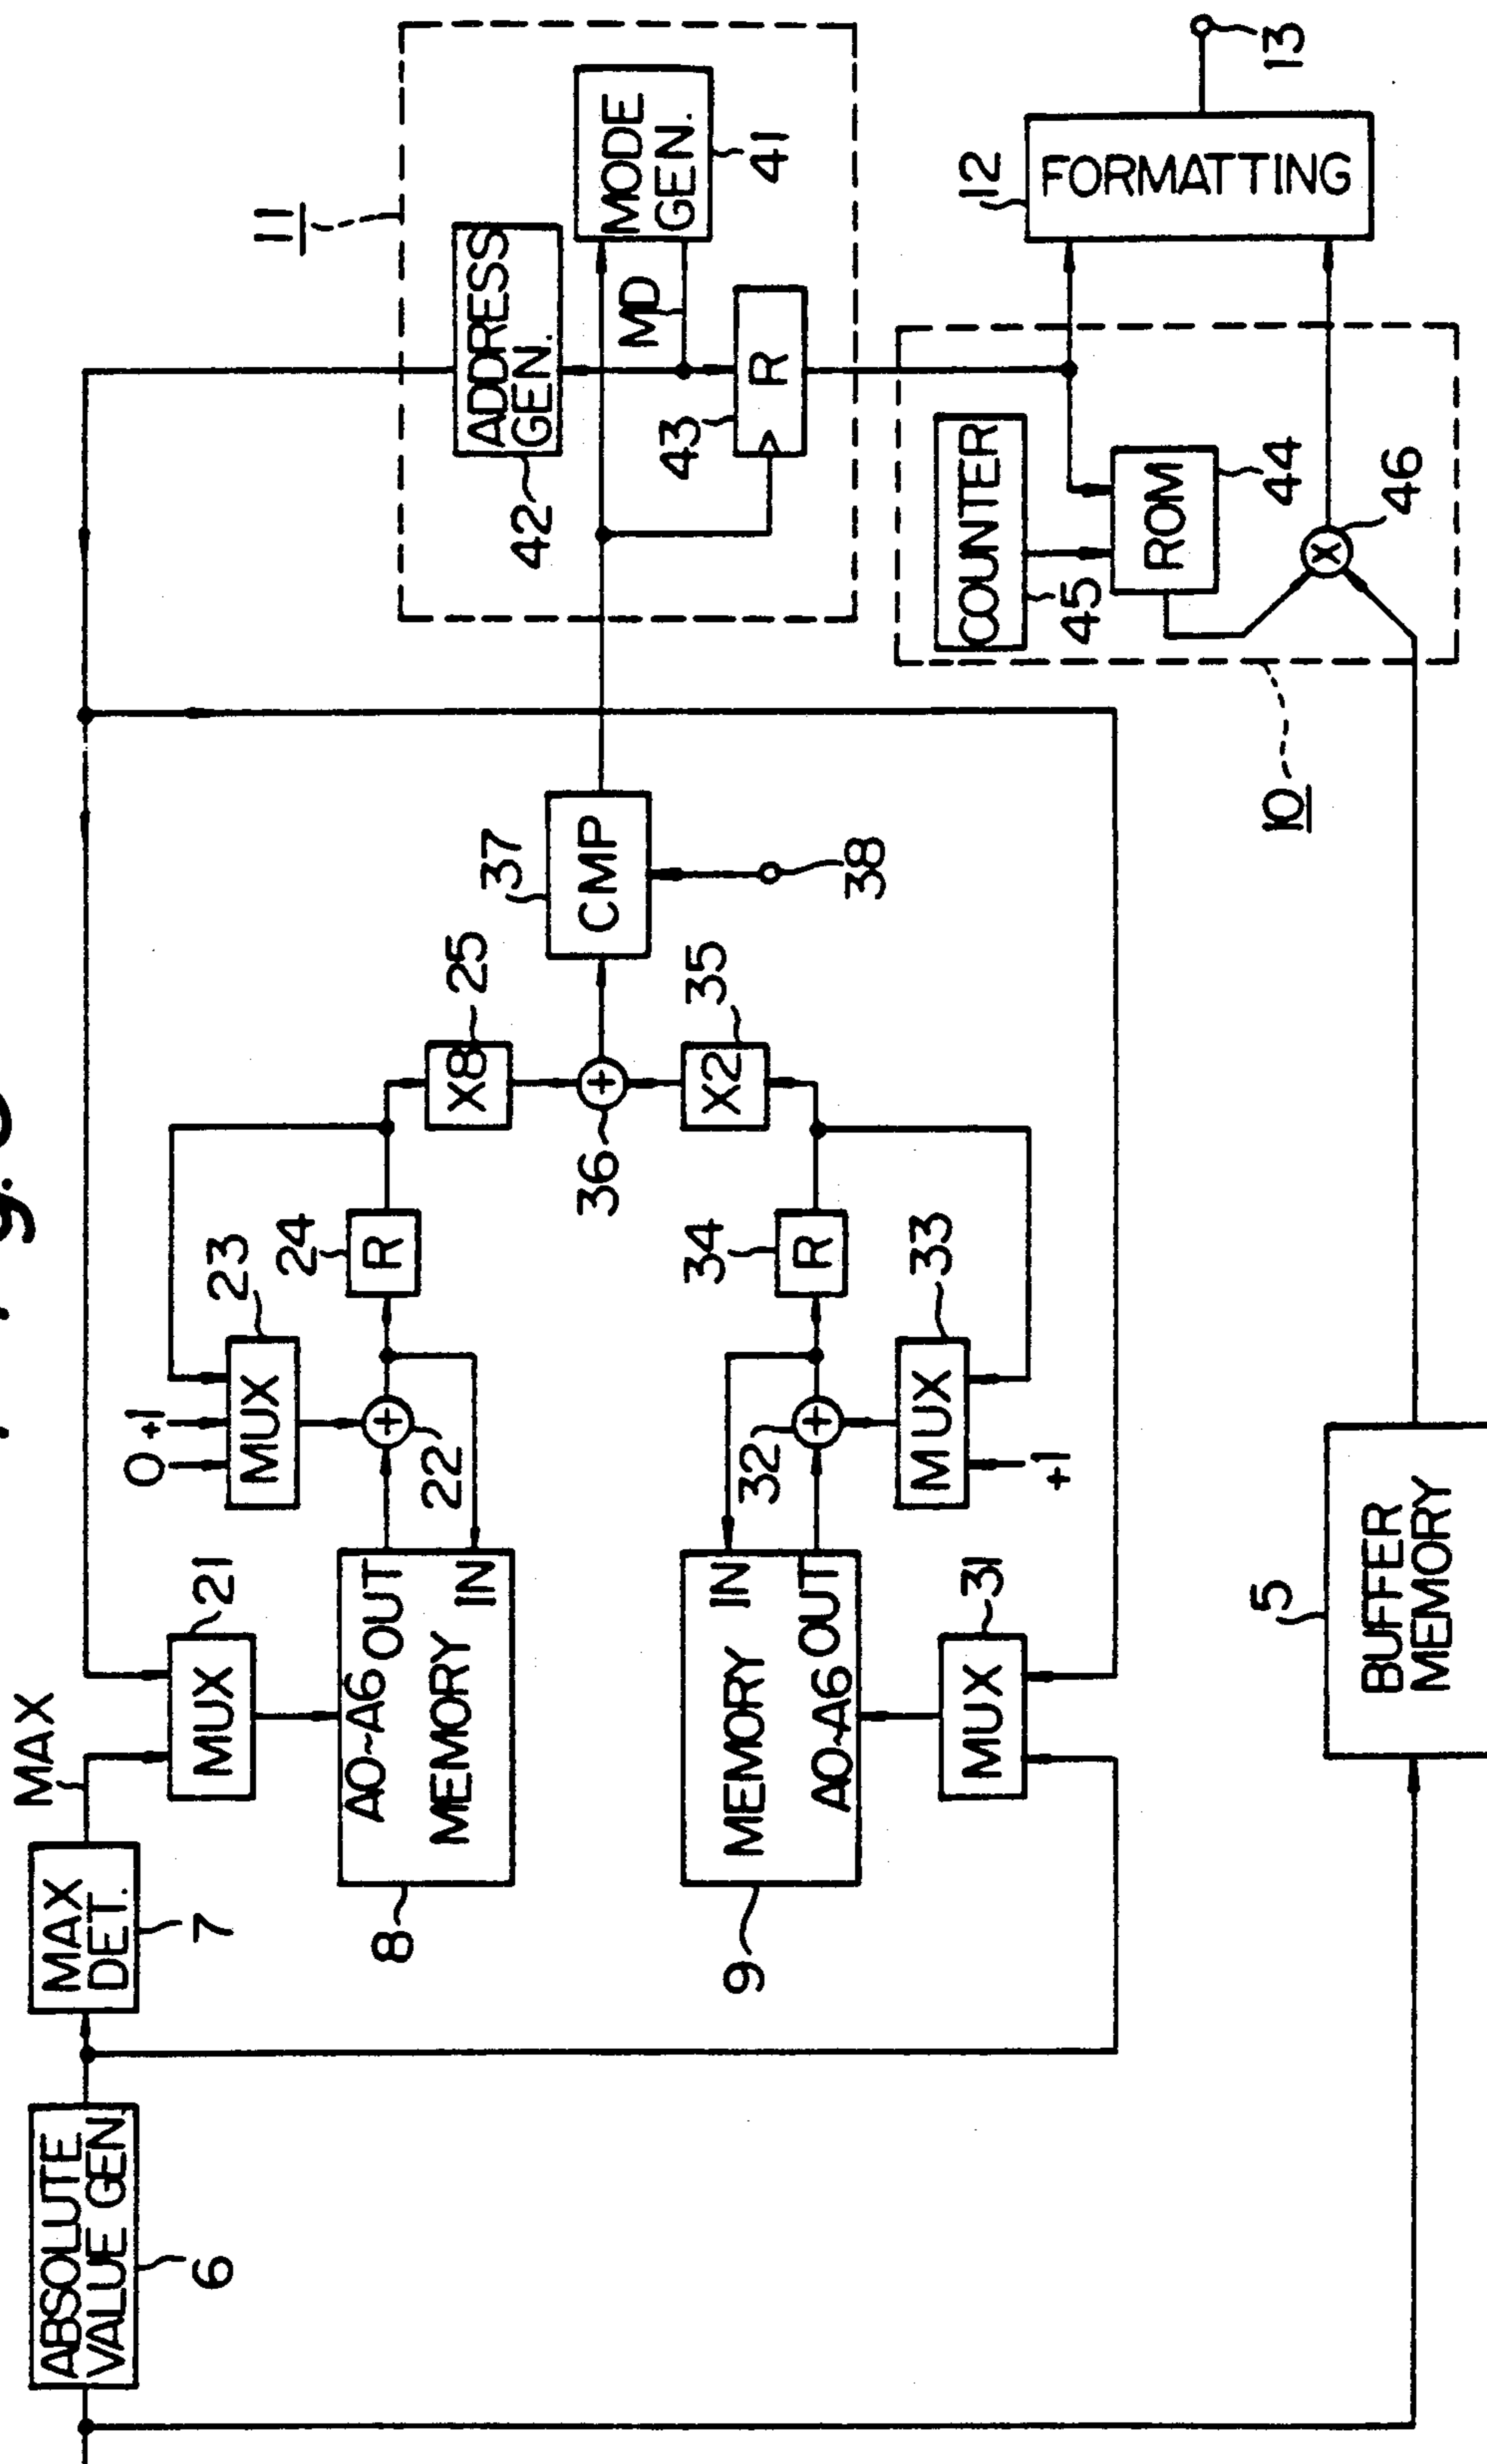 g.
ABSOLUTE
VALUE GEN.
6
MAX
DET.
7
MAX
MUX
21
0
+1
MUX
23
A0~A6
OUT
MEMORY
IN
8
22
R
24
X8
25
36
CMP
37
38
MEMORY
IN
A0~A6
OUT
9
32
R
34
X2
35
MUX
31
MUX
33
+1
11
ADDRESS
GEN.
42
MODE
GEN.
41
MD
R
43
COUNTER
45
ROM
44
46
10
FORMATTING
12
13
BUFFER
MEMORY
5